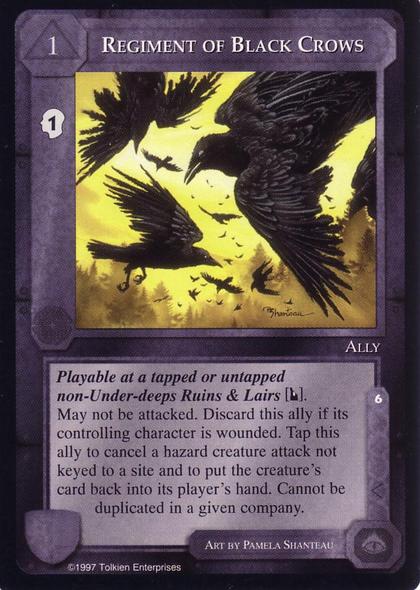 1
REGIMENT OF BLACK CROWS
1
PShanteau
ALLY
Playable at a tapped or untapped
non-Under-deeps Ruins & Lairs [].
May not be attacked. Discard this ally if its
controlling character is wounded. Tap this
ally to cancel a hazard creature attack not
keyed to a site and to put the creature's
card back into its player's hand. Cannot be
duplicated in a given company.
6
ART BY PAMELA SHANTEAU
©1997 Tolkien Enterprises